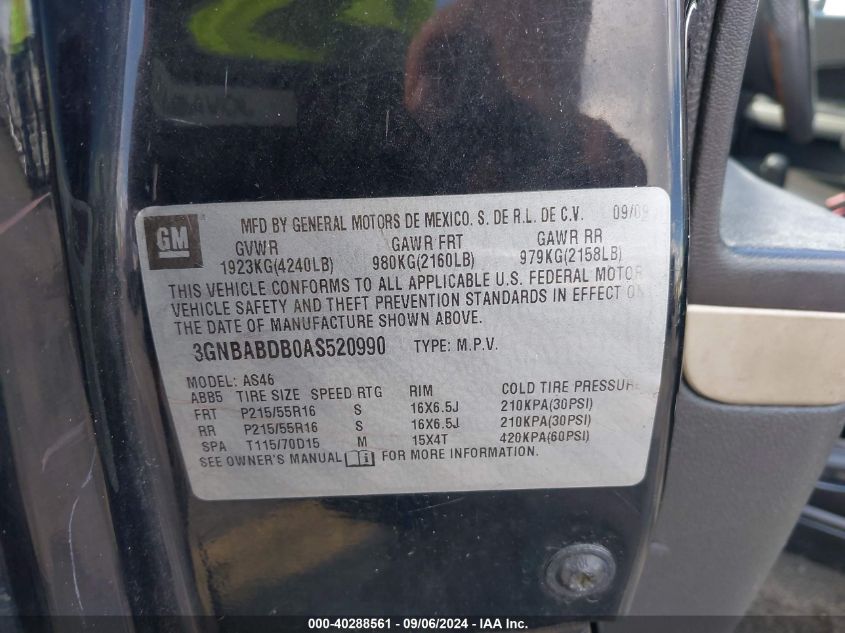 GM
MFD BY GENERAL MOTORS DE MEXICO. S. DE R.L. DE C.V. 09/09
GVWR GAWR FRT GAWR RR
1923KG(4240LB) 980KG(2160LB) 979KG(2158LB)
THIS VEHICLE CONFORMS TO ALL APPLICABLE U.S. FEDERAL MOTOR
VEHICLE SAFETY AND THEFT PREVENTION STANDARDS IN EFFECT ON
THE DATE OF MANUFACTURE SHOWN ABOVE.
3GNBABDB0AS520990 TYPE: M.P.V.
MODEL: AS46
ABB5 TIRE SIZE SPEED RTG RIM COLD TIRE PRESSURE
FRT P215/55R16 S 16X6.5J 210KPA(30PSI)
RR P215/55R16 S 16X6.5J 210KPA(30PSI)
SPA T115/70D15 M 15X4T 420KPA(60PSI)
SEE OWNER'S MANUAL FOR MORE INFORMATION.
000-40288561 - 09/06/2024 - IAA Inc.